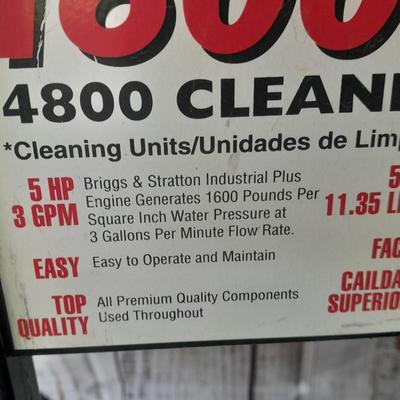 1600
4800 CLEAN
*Cleaning Units/Unidades de Limp
5 HP Briggs & Stratton Industrial Plus
3 GPM Engine Generates 1600 Pounds Per
Square Inch Water Pressure at
3 Gallons Per Minute Flow Rate.
5
11.35 L
EASY Easy to Operate and Maintain
FAC
TOP All Premium Quality Components
QUALITY Used Throughout
CAILDA
SUPERIO